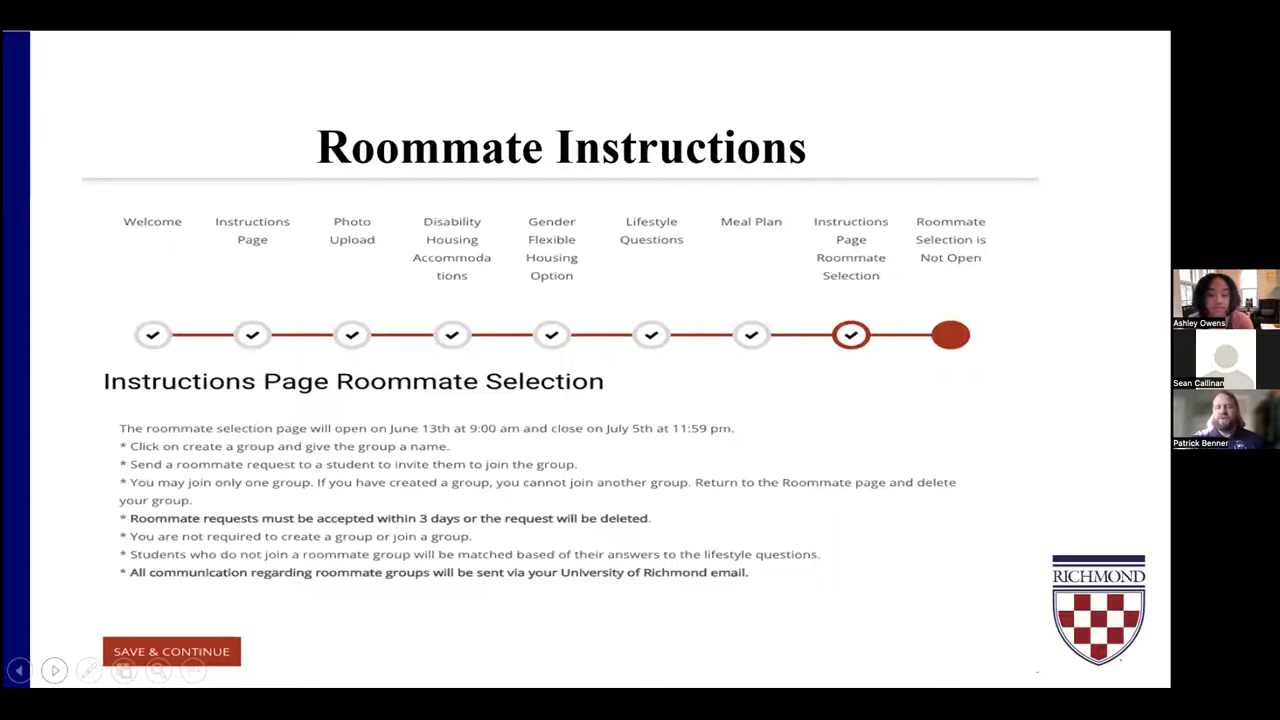 Roommate Instructions
Welcome
Instructions
Page
Photo
Upload
Disability
Housing
Accommoda
tions
Gender
Flexible
Housing
Option
Lifestyle
Questions
Meal Plan
Instructions
Page
Roommate
Selection
Roommate
Selection is
Not Open
Instructions Page Roommate Selection
The roommate selection page will open on June 13th at 9:00 am and close on July 5th at 11:59 pm.
* Click on create a group and give the group a name.
* Send a roommate request to a student to invite them to join the group.
* You may join only one group. If you have created a group, you cannot join another group. Return to the Roommate page and delete
your group.
* Roommate requests must be accepted within 3 days or the request will be deleted.
* You are not required to create a group or join a group.
* Students who do not join a roommate group will be matched based of their answers to the lifestyle questions.
* All communication regarding roommate groups will be sent via your University of Richmond email.
SAVE & CONTINUE
RICHMOND
Ashley Owens
Sean Callinan
Patrick Benner